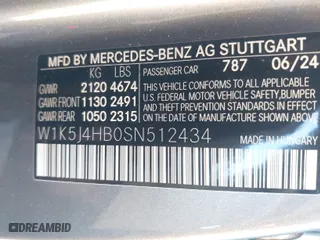 MFD BY MERCEDES-BENZ AG STUTTGART
KG LBS PASSENGER CAR 787 06/24
GVWR 2120 4674
GAWR FRONT 1130 2491
GAWR REAR 1050 2315
THIS VEHICLE CONFORMS TO ALL APPLICABLE
U.S. FEDERAL MOTOR VEHICLE SAFETY, BUMPER,
AND THEFT PREVENTION STANDARDS IN EFFECT
ON THE DATE OF MANUFACTURE SHOWN ABOVE.
W1K5J4HB0SN512434
MADE IN HUNGARY
DREAMBID